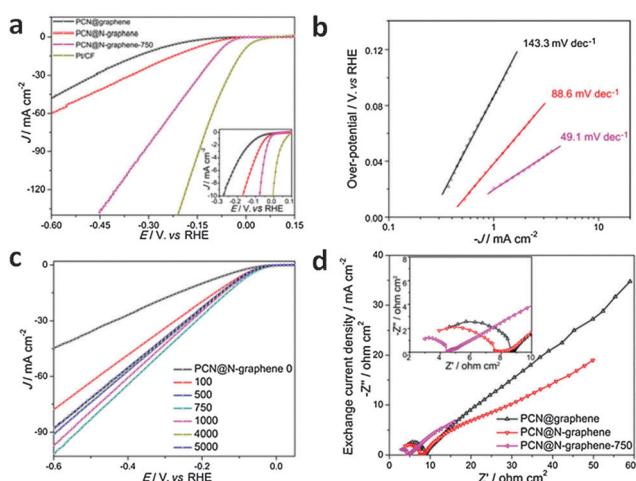 a
PCN@graphene
PCN@N-graphene
PCN@N-graphene-750
Pt/CF
J / mA cm-2
0
-30
-60
-90
-120
-0.60 -0.45 -0.30 -0.15 0.00 0.15
E / V. vs RHE
J / mA cm-2
0
-2
-4
-6
-8
-10
-0.3 -0.2 -0.1 0.0 0.1
E / V. vs RHE
b
Over-potential / V. vs RHE
0.12
0.08
0.04
0.00
143.3 mV dec-1
88.6 mV dec-1
49.1 mV dec-1
0.1 1 10
-J / mA cm-2
c
J / mA cm-2
0
-30
-60
-90
PCN@N-graphene 0
100
500
750
1000
4000
5000
-0.6 -0.4 -0.2 0.0
E / V. vs RHE
d
Exchange current density / mA cm-2
-Z'' / ohm cm2
40
30
20
10
0
-Z'' / ohm cm2
8
6
4
2
2 4 6 8 10
Z' / ohm cm2
PCN@graphene
PCN@N-graphene
PCN@N-graphene-750
0 10 20 30 40 50 60
Z' / ohm cm2